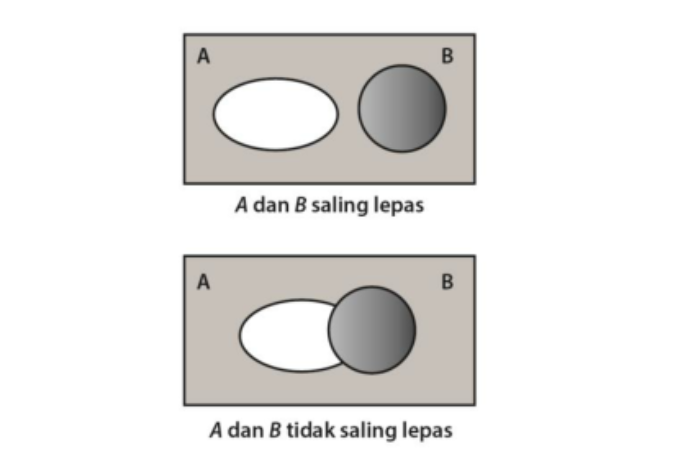 A B
A dan B saling lepas
A B
A dan B tidak saling lepas